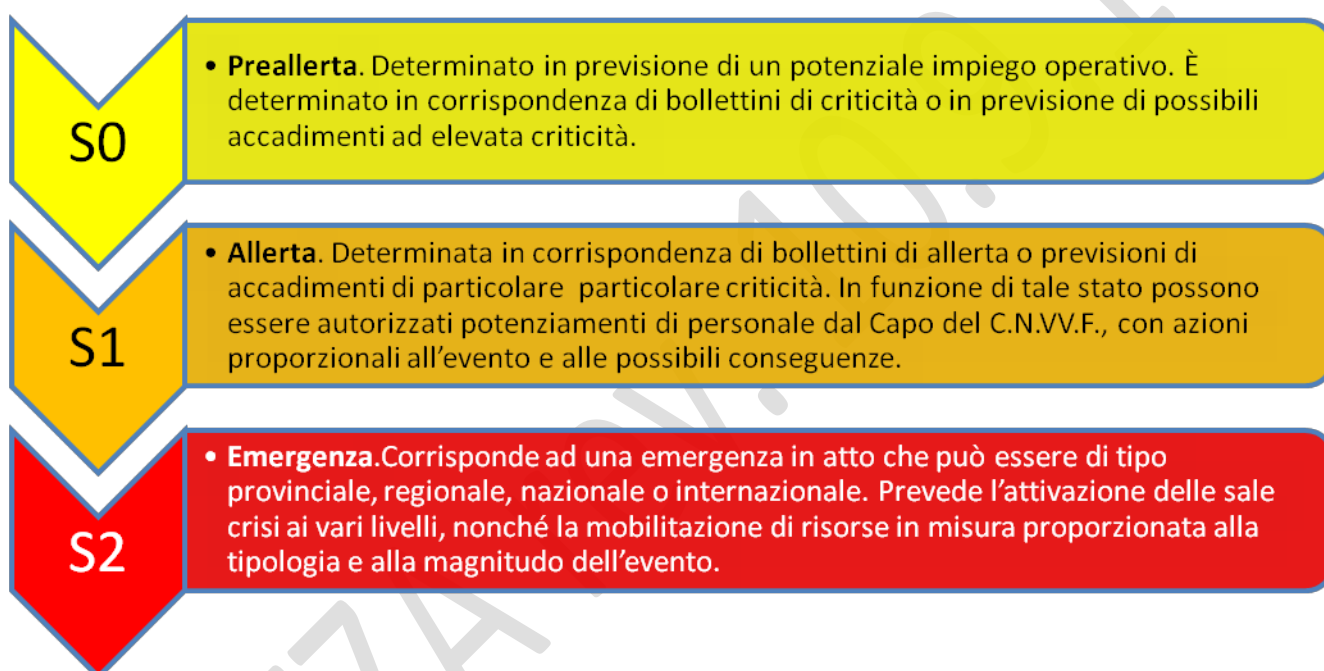 S0
• Preallerta. Determinato in previsione di un potenziale impiego operativo. È
determinato in corrispondenza di bollettini di criticità o in previsione di possibili
accadimenti ad elevata criticità.
S1
• Allerta. Determinata in corrispondenza di bollettini di allerta o previsioni di
accadimenti di particolare particolare criticità. In funzione di tale stato possono
essere autorizzati potenziamenti di personale dal Capo del C.N.VV.F., con azioni
proporzionali all'evento e alle possibili conseguenze.
S2
• Emergenza.Corrisponde ad una emergenza in atto che può essere di tipo
provinciale, regionale, nazionale o internazionale. Prevede l'attivazione delle sale
crisi ai vari livelli, nonché la mobilitazione di risorse in misura proporzionata alla
tipologia e alla magnitudo dell'evento.